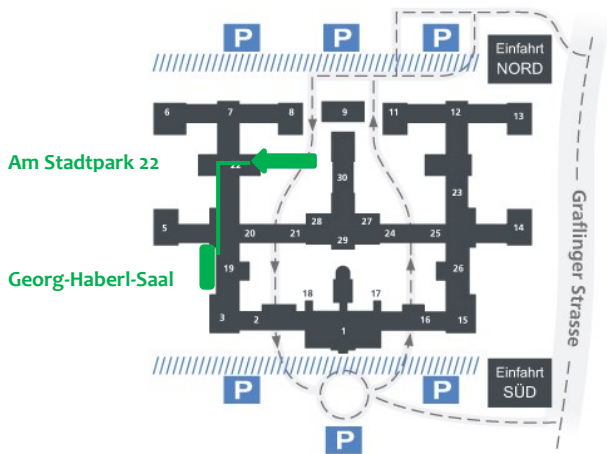 P P P
Einfahrt
NORD
6 7 8 9 11 12 13
Am Stadtpark 22
22
30
23
Graflinger Strasse
5 20 21 28 29 27 24 25 14
Georg-Haberl-Saal
19
26
18 17
3 2 1 16 15
Einfahrt
SÜD
P P
P